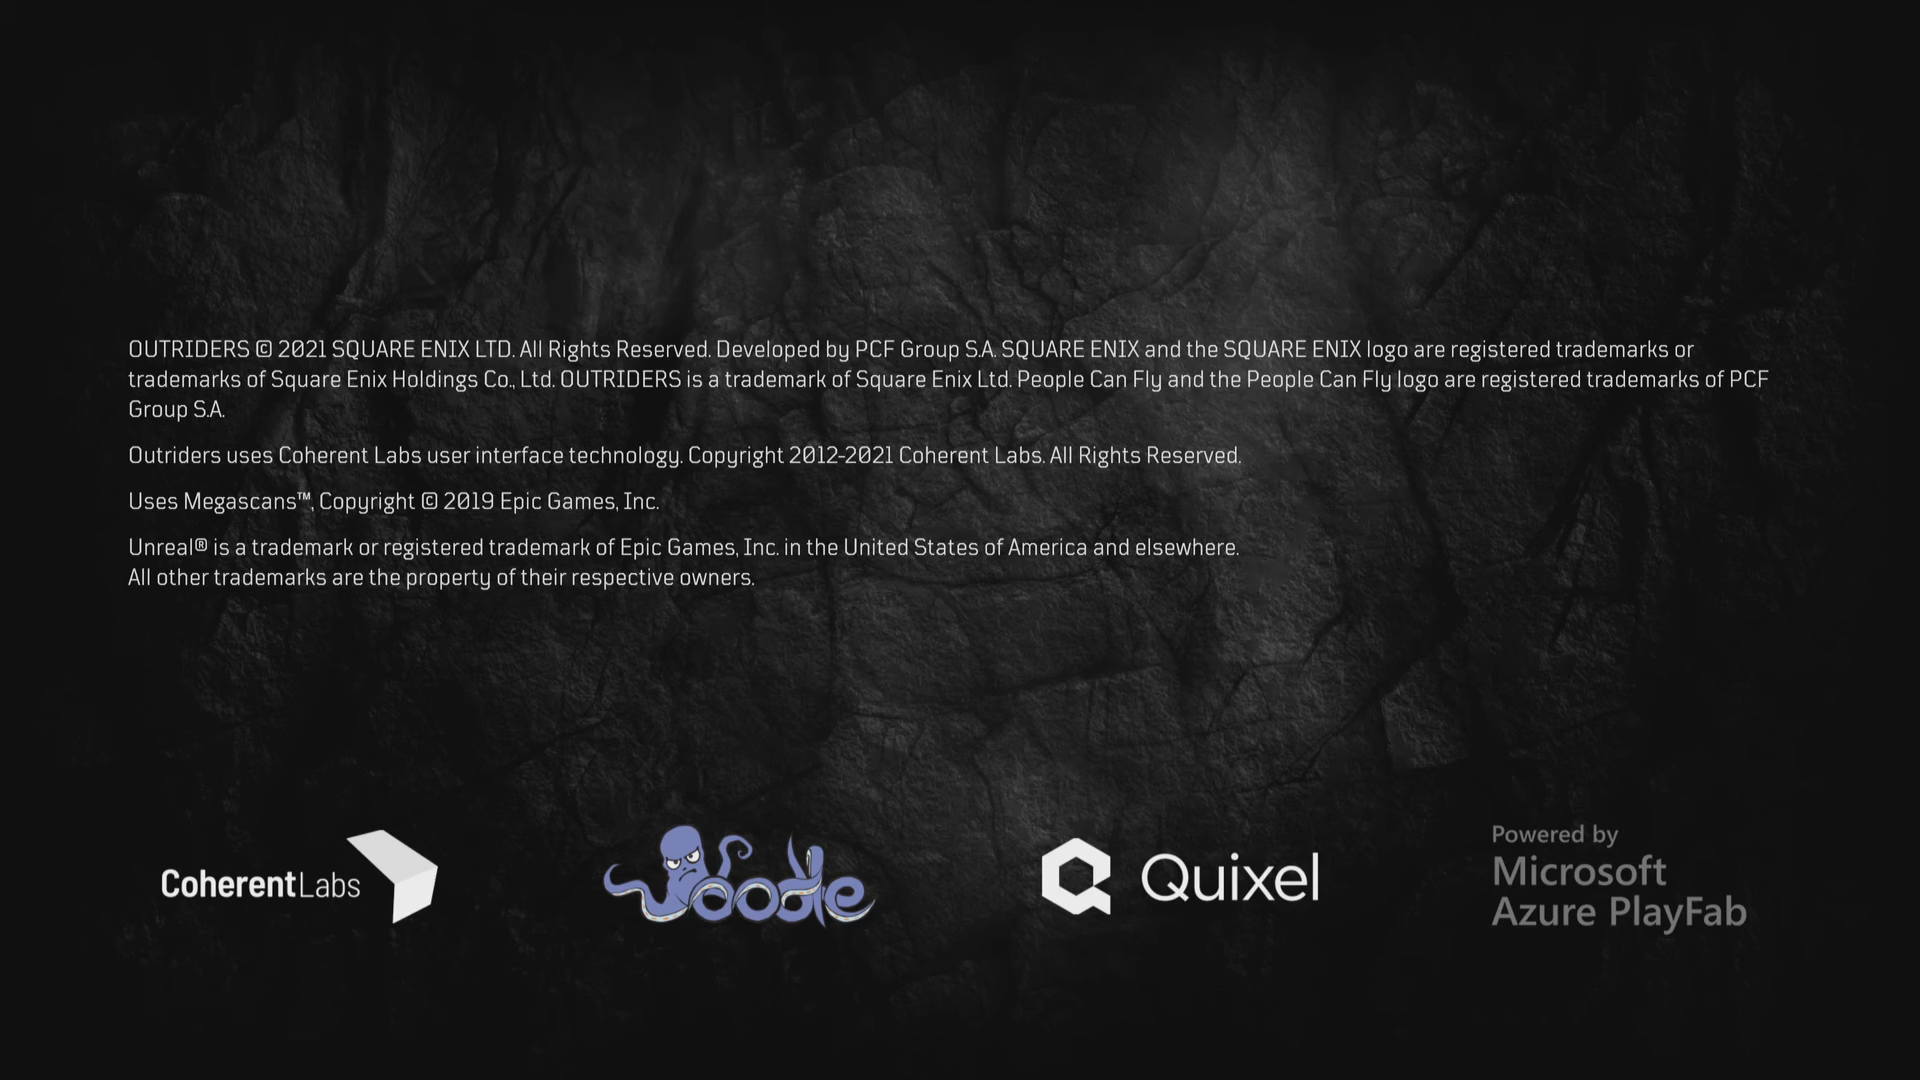 OUTRIDERS © 2021 SQUARE ENIX LTD. All Rights Reserved. Developed by PCF Group S.A. SQUARE ENIX and the SQUARE ENIX logo are registered trademarks or
trademarks of Square Enix Holdings Co., Ltd. OUTRIDERS is a trademark of Square Enix Ltd. People Can Fly and the People Can Fly logo are registered trademarks of PCF
Group S.A.
Outriders uses Coherent Labs user interface technology. Copyright 2012-2021 Coherent Labs. All Rights Reserved.
Uses Megascans™, Copyright © 2019 Epic Games, Inc.
Unreal® is a trademark or registered trademark of Epic Games, Inc. in the United States of America and elsewhere.
All other trademarks are the property of their respective owners.
CoherentLabs
Oodle
Quixel
Powered by
Microsoft
Azure PlayFab